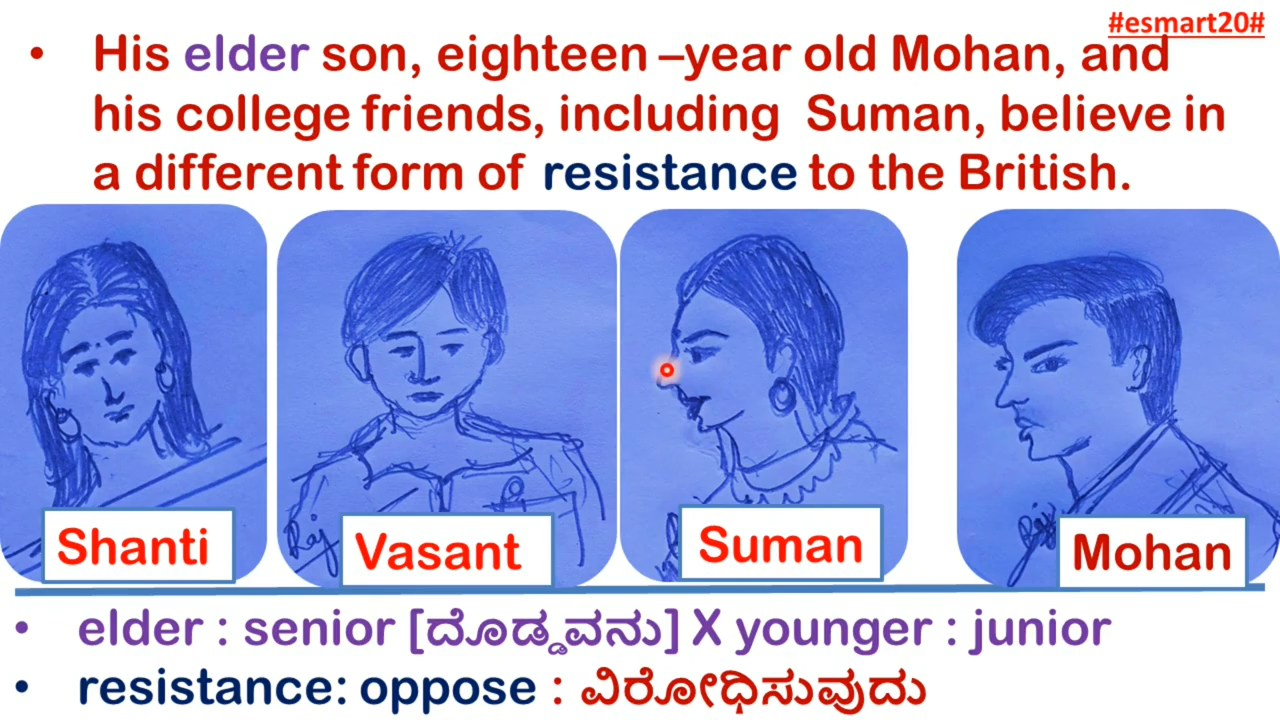 #esmart20#
• His elder son, eighteen –year old Mohan, and
his college friends, including Suman, believe in
a different form of resistance to the British.
Raj
Shanti
Vasant
Suman
Mohan
• elder : senior [ದೊಡ್ಡವನು] X younger : junior
• resistance: oppose : ವಿರೋಧಿಸುವುದು